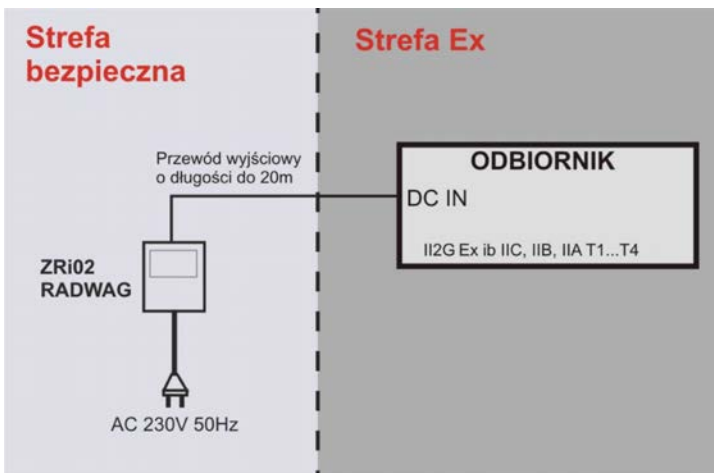 Strefa
bezpieczna
Strefa Ex
Przewód wyjściowy
o długości do 20m
ODBIORNIK
DC IN
II2G Ex ib IIC, IIB, IIA T1...T4
ZRi02
RADWAG
AC 230V 50Hz